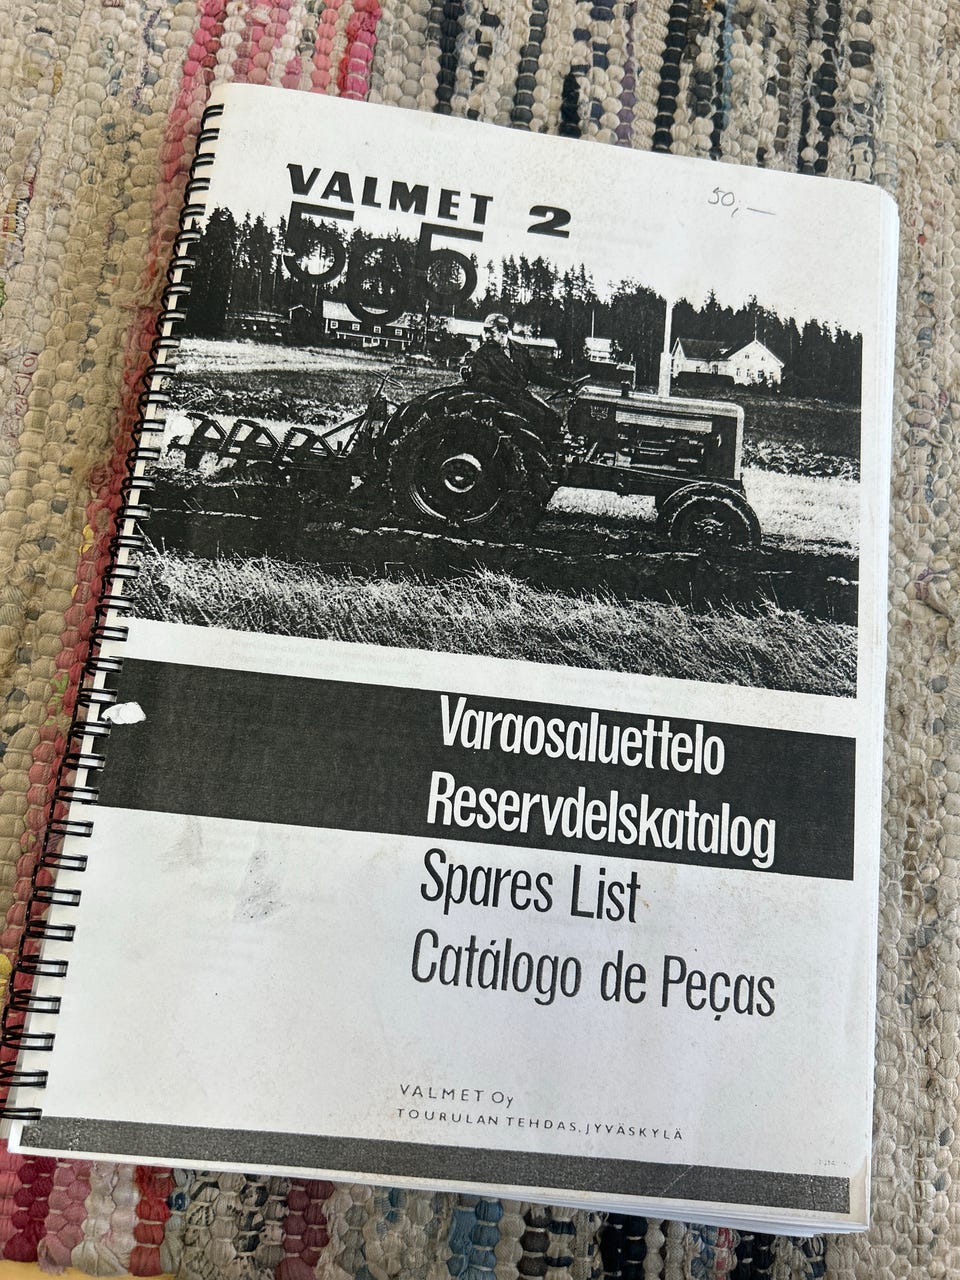 VALMET 2
565
50,—
Varaosaluettelo
Reservdelskatalog
Spares List
Catálogo de Peças
VALMET Oy
TOURULAN TEHDAS, JYVÄSKYLÄ